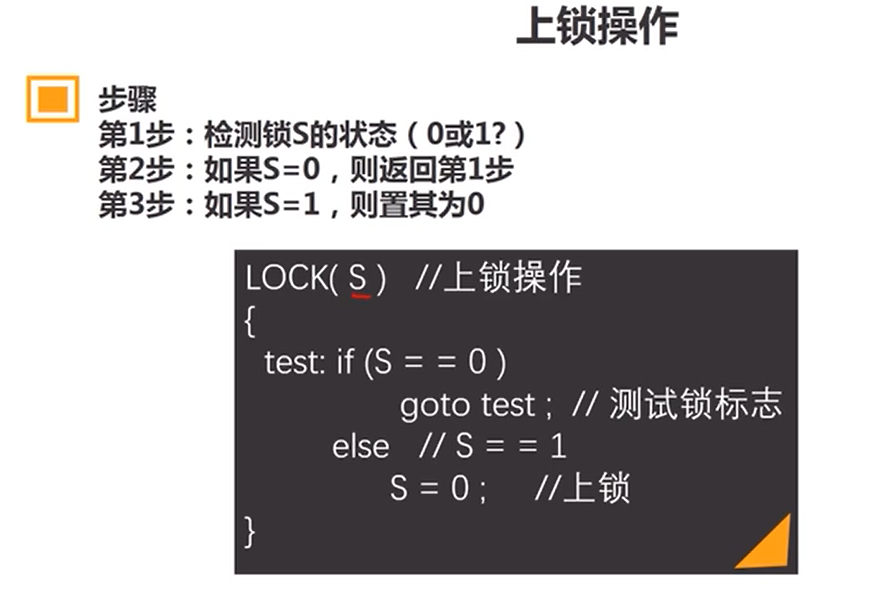 上锁操作
步骤
第1步：检测锁S的状态（0或1?）
第2步：如果S=0，则返回第1步
第3步：如果S=1，则置其为0
LOCK( S )   //上锁操作
{
test: if (S = = 0 )
goto test ;  // 测试锁标志
else   // S = = 1
S = 0 ;     //上锁
}